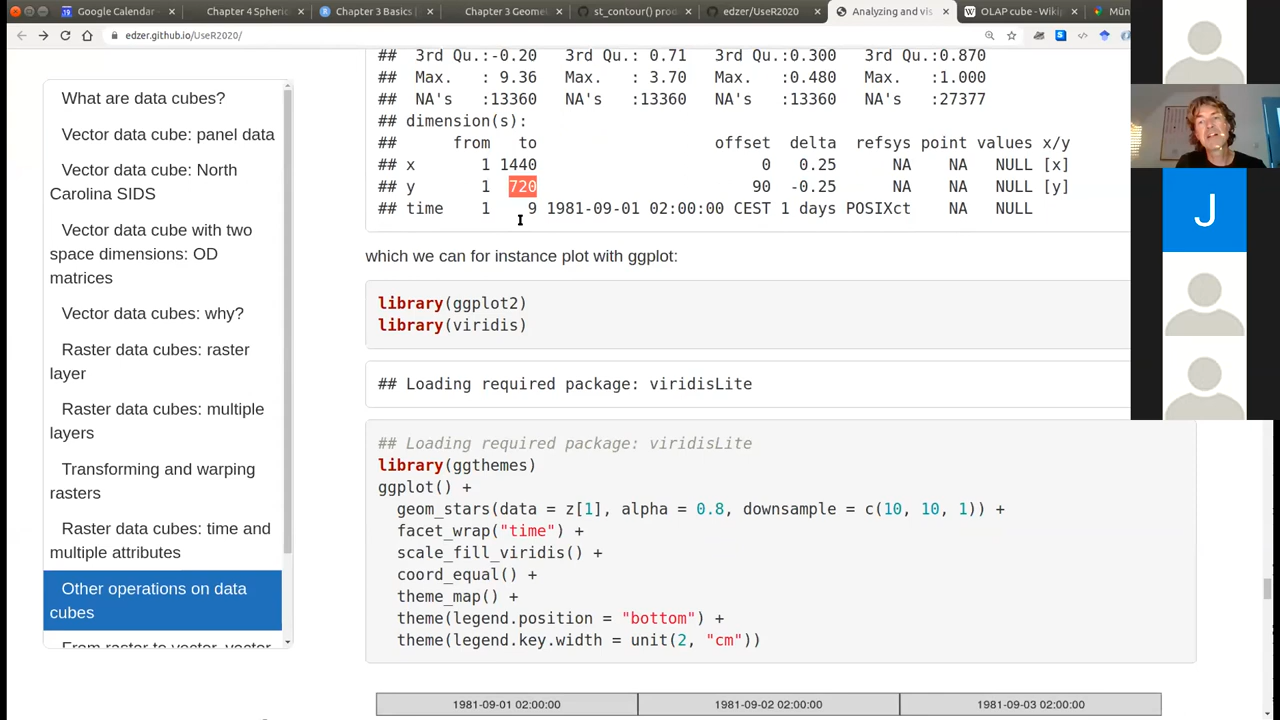 Google Calendar -
Chapter 4 Spheric
Chapter 3 Basics |
Chapter 3 Geomet
st_contour() prod
edzer/UseR2020
Analyzing and vis
OLAP cube - Wikip
Mün
edzer.github.io/UseR2020/
What are data cubes?
Vector data cube: panel data
Vector data cube: North
Carolina SIDS
Vector data cube with two
space dimensions: OD
matrices
Vector data cubes: why?
Raster data cubes: raster
layer
Raster data cubes: multiple
layers
Transforming and warping
rasters
Raster data cubes: time and
multiple attributes
Other operations on data
cubes
From raster to vector, vector
## 3rd Qu.:-0.20 3rd Qu.: 0.71 3rd Qu.:0.300 3rd Qu.:0.870
## Max. : 9.36 Max. : 3.70 Max. :0.480 Max. :1.000
## NA's :13360 NA's :13360 NA's :13360 NA's :27377
## dimension(s):
## from to offset delta refsys point values x/y
## x 1 1440 0 0.25 NA NA NULL [x]
## y 1 720 90 -0.25 NA NA NULL [y]
## time 1 9 1981-09-01 02:00:00 CEST 1 days POSIXct NA NULL
which we can for instance plot with ggplot:
library(ggplot2)
library(viridis)
## Loading required package: viridisLite
## Loading required package: viridisLite
library(ggthemes)
ggplot() +
geom_stars(data = z[1], alpha = 0.8, downsample = c(10, 10, 1)) +
facet_wrap("time") +
scale_fill_viridis() +
coord_equal() +
theme_map() +
theme(legend.position = "bottom") +
theme(legend.key.width = unit(2, "cm"))
1981-09-01 02:00:00 1981-09-02 02:00:00 1981-09-03 02:00:00
J